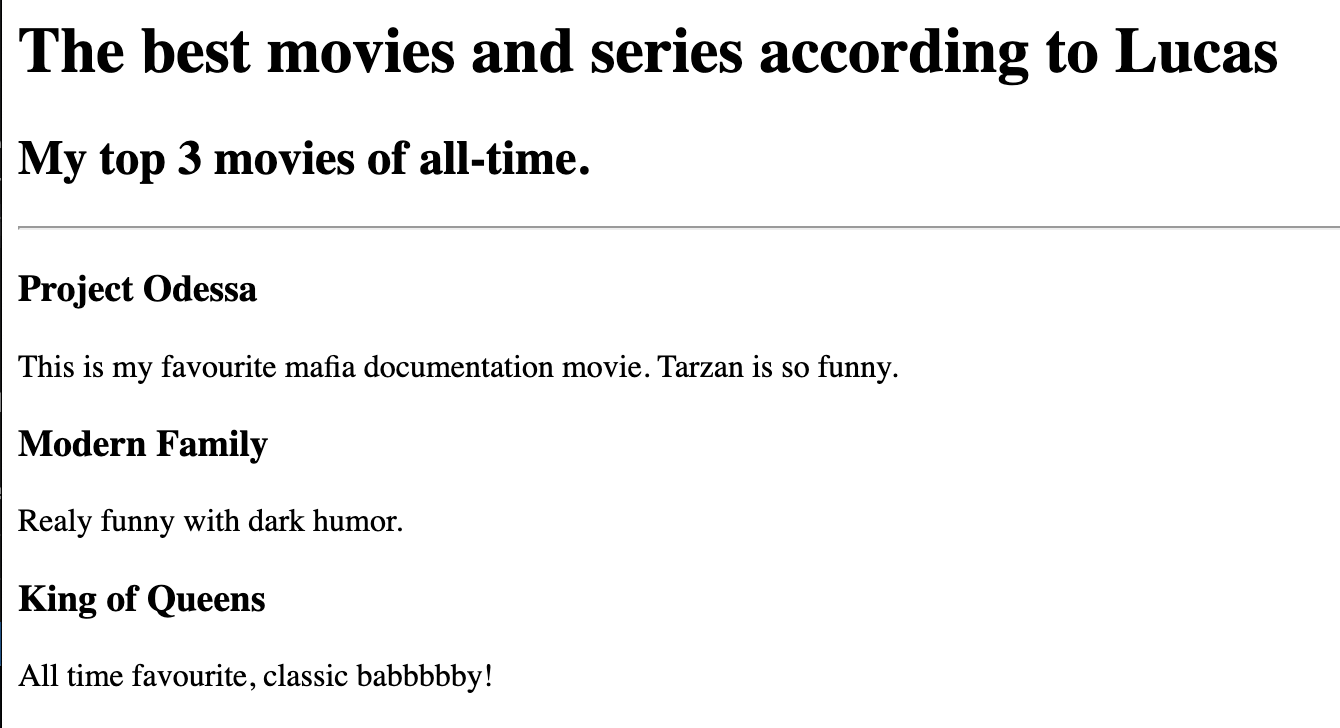 The best movies and series according to Lucas
My top 3 movies of all-time.
Project Odessa
This is my favourite mafia documentation movie. Tarzan is so funny.
Modern Family
Realy funny with dark humor.
King of Queens
All time favourite, classic babbbbby!